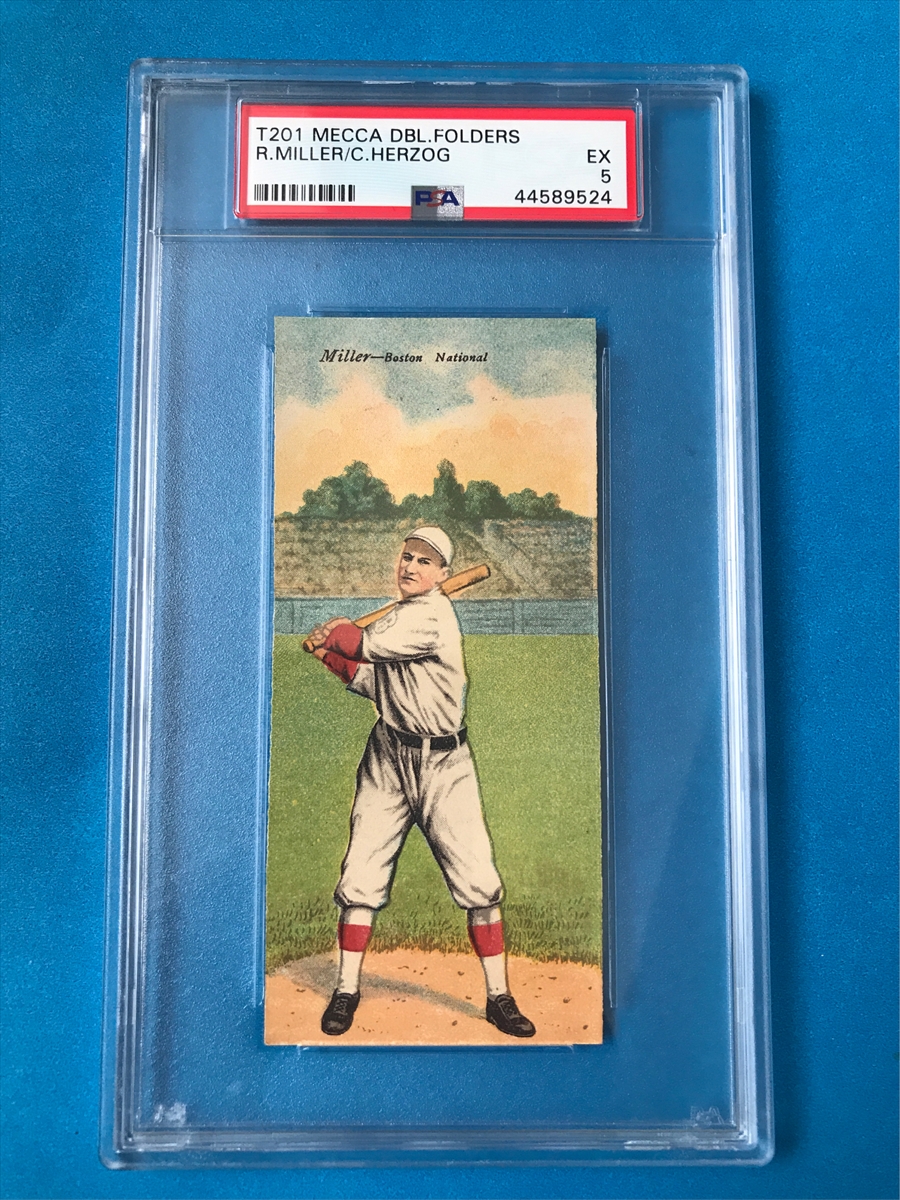 T201 MECCA DBL.FOLDERS
R.MILLER/C.HERZOG EX
5
PSA 44589524
Miller—Boston National